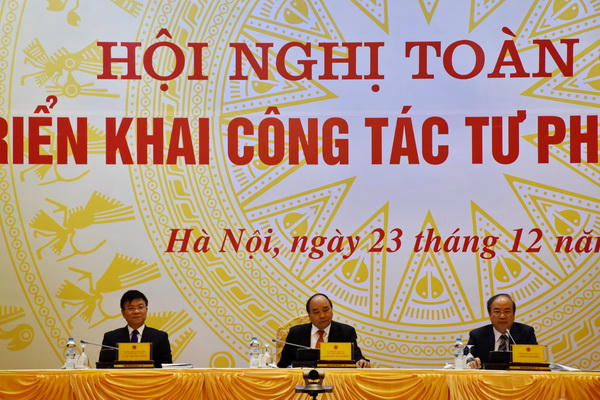 HỘI NGHỊ TOÀN
RIỂN KHAI CÔNG TÁC TƯ PH
Hà Nội, ngày 23 tháng 12 năm